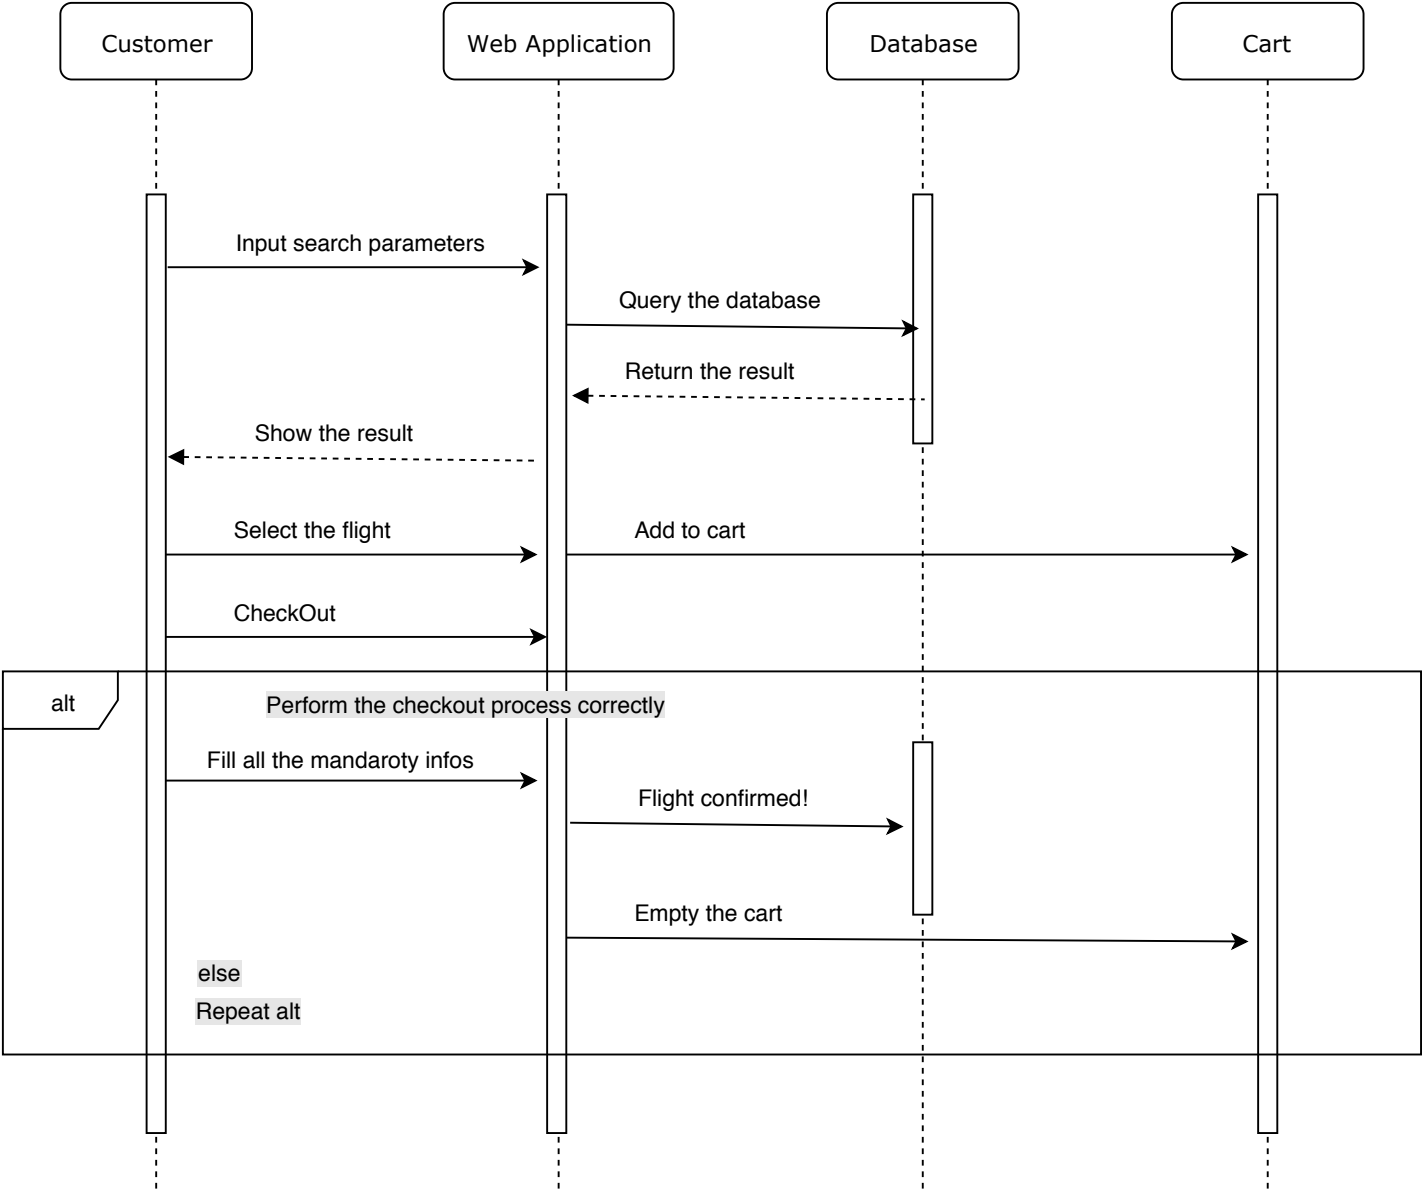 Customer
Web Application
Database
Cart
Input search parameters
Query the database
Return the result
Show the result
Select the flight
Add to cart
CheckOut
alt
Perform the checkout process correctly
Fill all the mandaroty infos
Flight confirmed!
Empty the cart
else
Repeat alt